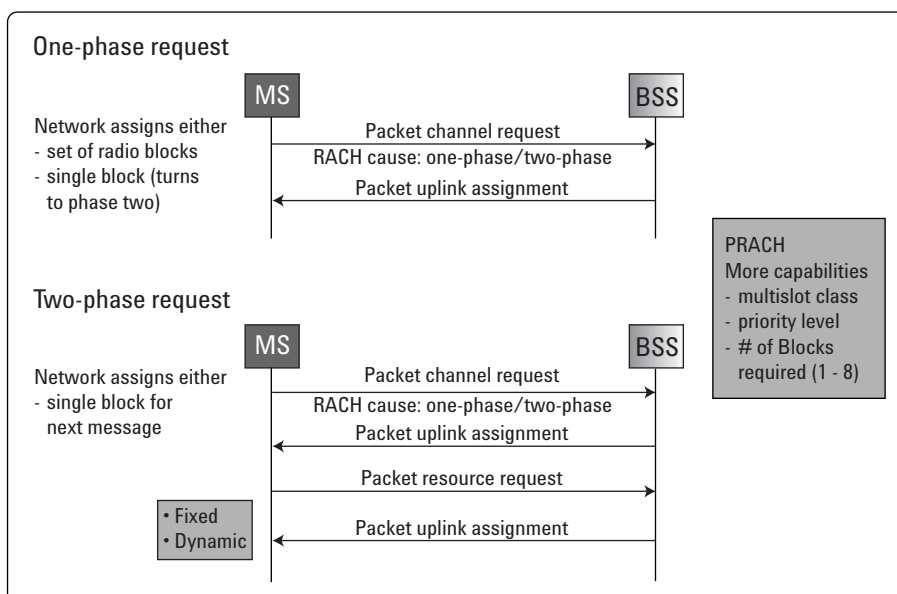 One-phase request
MS
BSS
Network assigns either
- set of radio blocks
- single block (turns
to phase two)
Packet channel request
RACH cause: one-phase/two-phase
Packet uplink assignment
PRACH
More capabilities
- multislot class
- priority level
- # of Blocks
required (1 - 8)
Two-phase request
MS
BSS
Network assigns either
- single block for
next message
Packet channel request
RACH cause: one-phase/two-phase
Packet uplink assignment
Packet resource request
• Fixed
• Dynamic
Packet uplink assignment